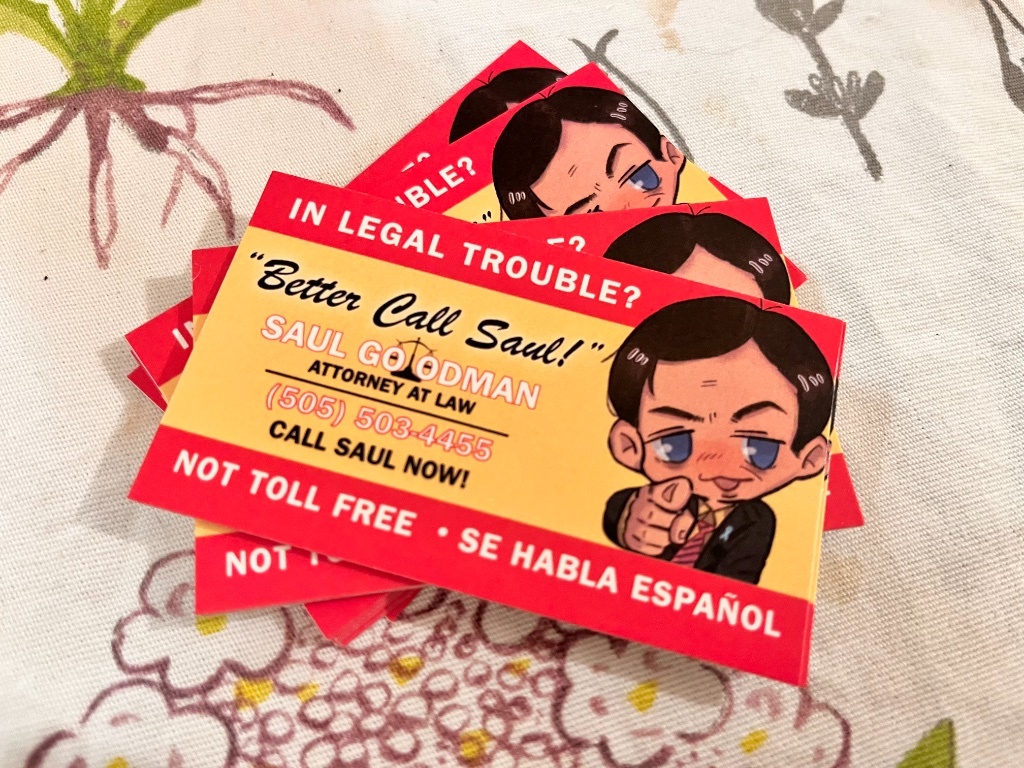 IN LEGAL TROUBLE?
"Better Call Saul!"
SAUL GOODMAN
ATTORNEY AT LAW
(505) 503-4455
CALL SAUL NOW!
NOT TOLL FREE • SE HABLA ESPAÑOL